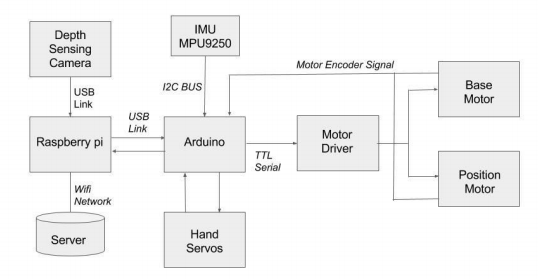 Depth
Sensing
Camera
IMU
MPU9250
Motor Encoder Signal
I2C BUS
USB
Link
USB
Link
Base
Motor
Raspberry pi
Arduino
Motor
Driver
TTL
Serial
Position
Motor
Wifi
Network
Server
Hand
Servos